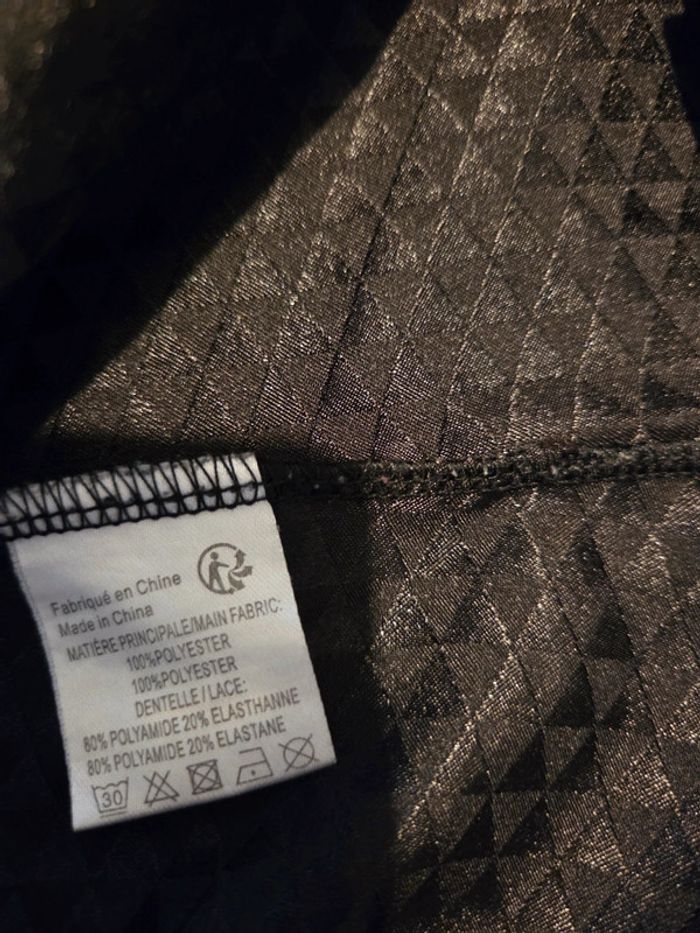 Fabriqué en Chine
Made in China
MATIÈRE PRINCIPALE/MAIN FABRIC:
100%POLYESTER
100%POLYESTER
DENTELLE/LACE:
80% POLYAMIDE 20% ELASTHANNE
80% POLYAMIDE 20% ELASTANE
30